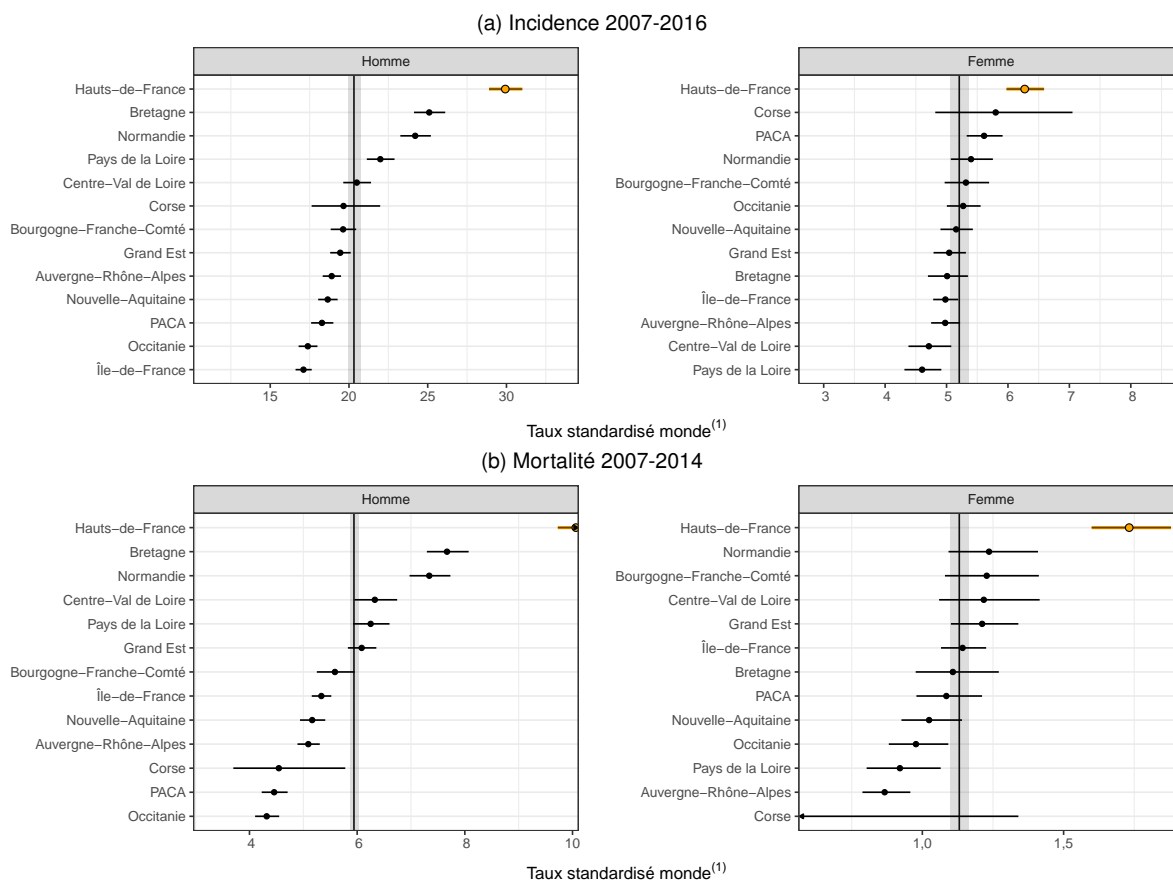 (a) Incidence 2007-2016
Homme
Hauts−de−France
Bretagne
Normandie
Pays de la Loire
Centre−Val de Loire
Corse
Bourgogne−Franche−Comté
Grand Est
Auvergne−Rhône−Alpes
Nouvelle−Aquitaine
PACA
Occitanie
Île−de−France
15 20 25 30
Femme
Hauts−de−France
Corse
PACA
Normandie
Bourgogne−Franche−Comté
Occitanie
Nouvelle−Aquitaine
Grand Est
Bretagne
Île−de−France
Auvergne−Rhône−Alpes
Centre−Val de Loire
Pays de la Loire
3 4 5 6 7 8
Taux standardisé monde(1)
(b) Mortalité 2007-2014
Homme
Hauts−de−France
Bretagne
Normandie
Centre−Val de Loire
Pays de la Loire
Grand Est
Bourgogne−Franche−Comté
Île−de−France
Nouvelle−Aquitaine
Auvergne−Rhône−Alpes
Corse
PACA
Occitanie
4 6 8 10
Femme
Hauts−de−France
Normandie
Bourgogne−Franche−Comté
Centre−Val de Loire
Grand Est
Île−de−France
Bretagne
PACA
Nouvelle−Aquitaine
Occitanie
Pays de la Loire
Auvergne−Rhône−Alpes
Corse
1,0 1,5
Taux standardisé monde(1)